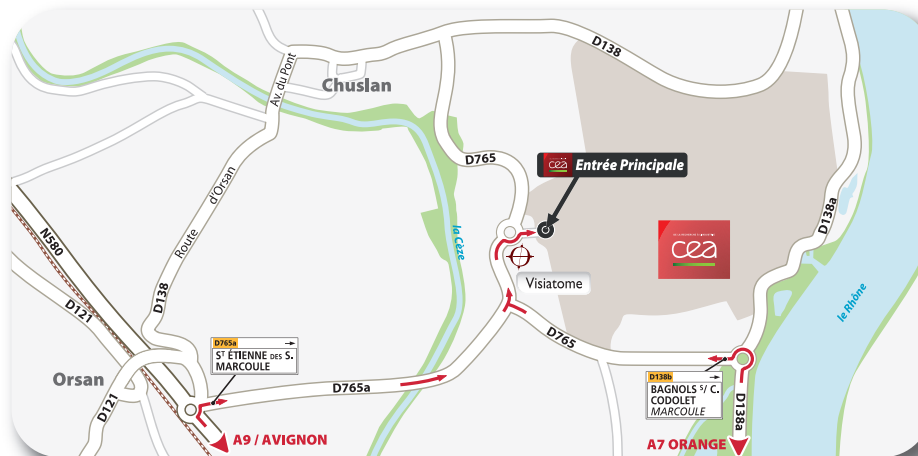 D138
Av. du Pont
Chuslan
D765
cea Entrée Principale
D138a
Route d'Orsan
la Cèze
cea
N580
Visiatome
le Rhône
D138
D121
D765
D765a
ST ÉTIENNE DES S.
MARCOULE
D138b
BAGNOLS S/ C.
CODOLET
MARCOULE
Orsan
D765a
D121
D138a
A9 / AVIGNON
A7 ORANGE